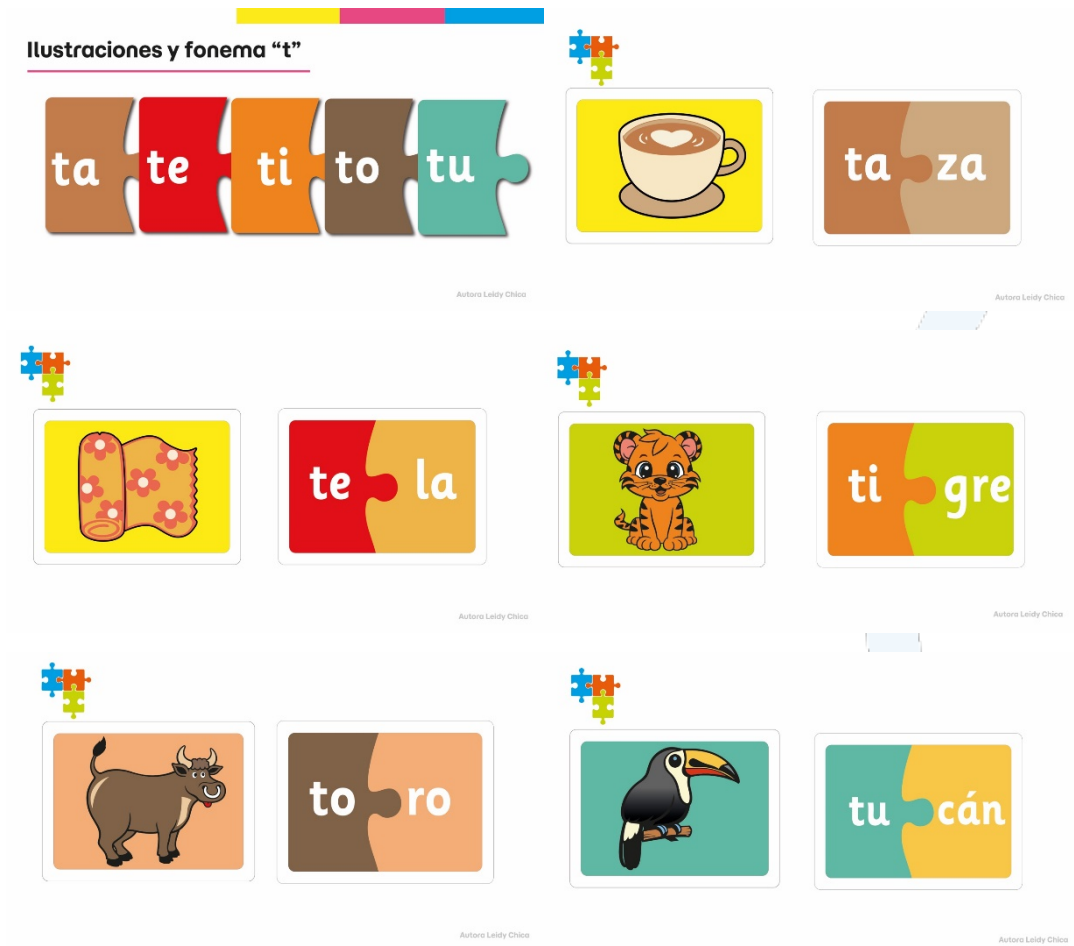 Ilustraciones y fonema “t”
ta te ti to tu
Autora Leidy Chica
ta za
Autora Leidy Chica
te la
Autora Leidy Chica
ti gre
Autora Leidy Chica
to ro
Autora Leidy Chica
tu cán
Autora Leidy Chica